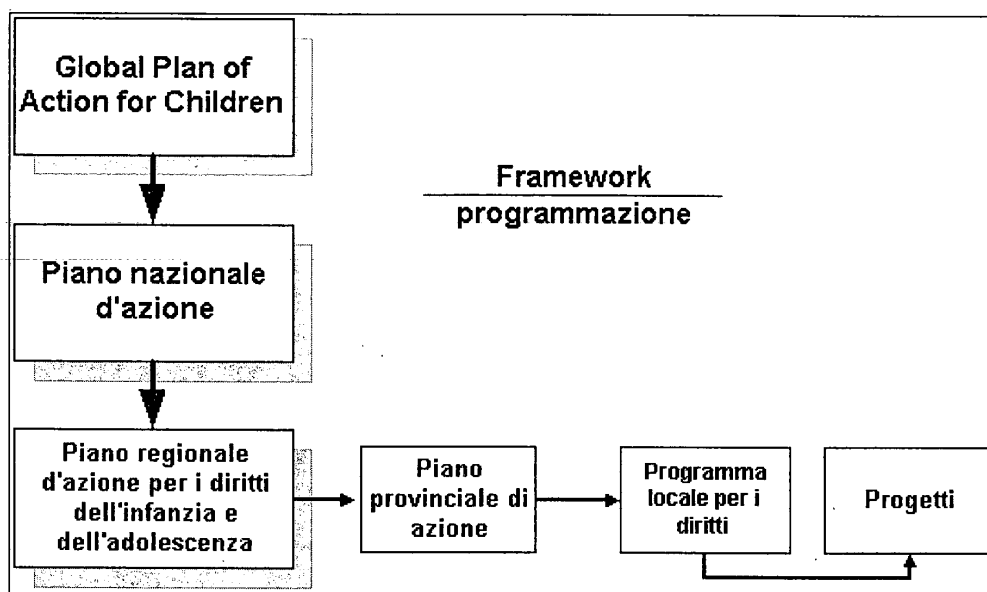 Global Plan of
Action for Children
Framework
programmazione
Piano nazionale
d'azione
Piano regionale
d'azione per i diritti
dell'infanzia e
dell'adolescenza
Piano
provinciale di
azione
Programma
locale per i
diritti
Progetti